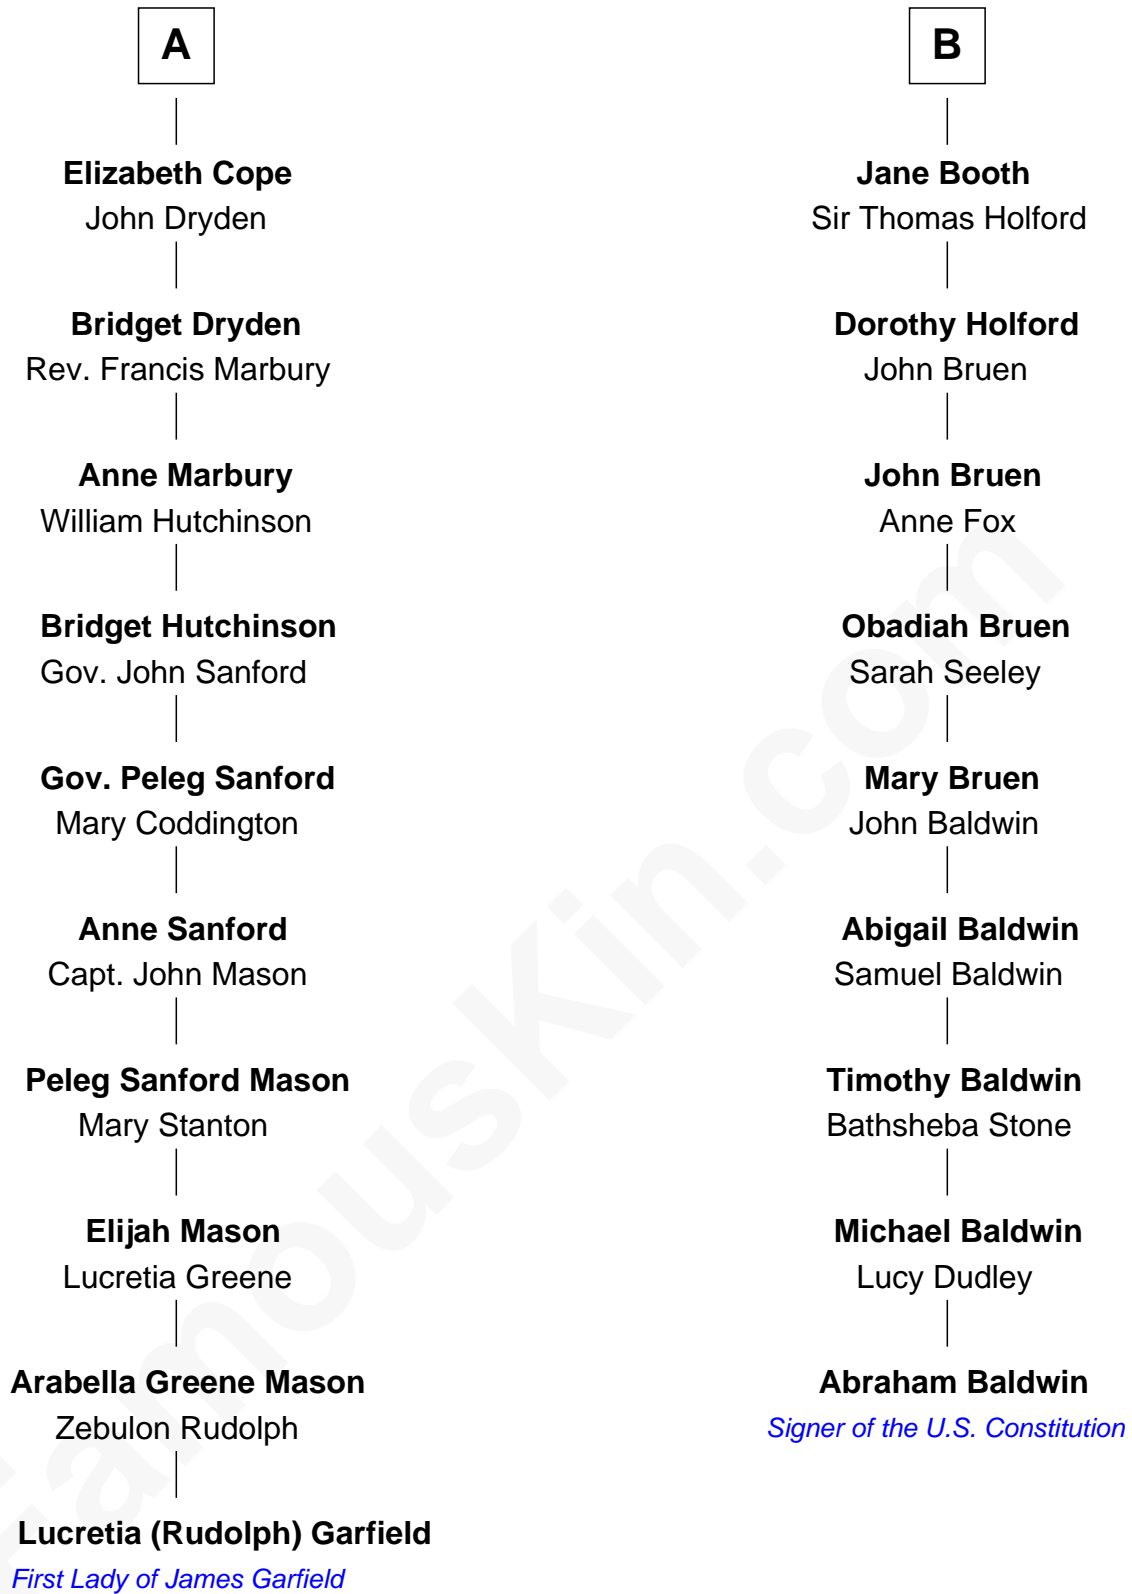 A
Elizabeth Cope
John Dryden
Bridget Dryden
Rev. Francis Marbury
Anne Marbury
William Hutchinson
Bridget Hutchinson
Gov. John Sanford
Gov. Peleg Sanford
Mary Coddington
Anne Sanford
Capt. John Mason
Peleg Sanford Mason
Mary Stanton
Elijah Mason
Lucretia Greene
Arabella Greene Mason
Zebulon Rudolph
Lucretia (Rudolph) Garfield
First Lady of James Garfield
B
Jane Booth
Sir Thomas Holford
Dorothy Holford
John Bruen
John Bruen
Anne Fox
Obadiah Bruen
Sarah Seeley
Mary Bruen
John Baldwin
Abigail Baldwin
Samuel Baldwin
Timothy Baldwin
Bathsheba Stone
Michael Baldwin
Lucy Dudley
Abraham Baldwin
Signer of the U.S. Constitution
FamousKin.com